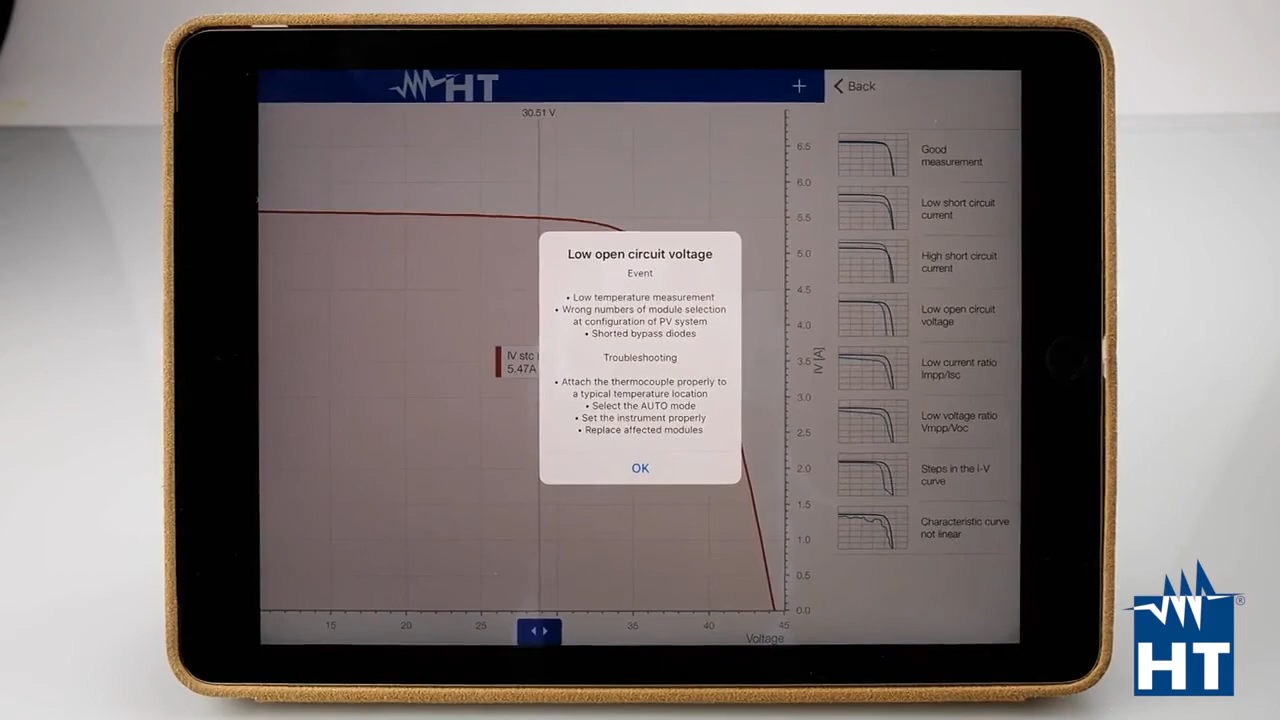 HT
+
Back
30.51 V
6.5
6.0
5.5
5.0
4.5
4.0
3.5
3.0
2.5
2.0
1.5
1.0
0.5
0.0
IV [A]
IV stc
5.47A
15
20
25
35
40
45
Voltage
Low open circuit voltage
Event
• Low temperature measurement
• Wrong numbers of module selection
at configuration of PV system
• Shorted bypass diodes
Troubleshooting
• Attach the thermocouple properly to
a typical temperature location
• Select the AUTO mode
• Set the instrument properly
• Replace affected modules
OK
Good
measurement
Low short circuit
current
High short circuit
current
Low open circuit
voltage
Low current ratio
Impp/Isc
Low voltage ratio
Vmpp/Voc
Steps in the I-V
curve
Characteristic curve
not linear
HT®